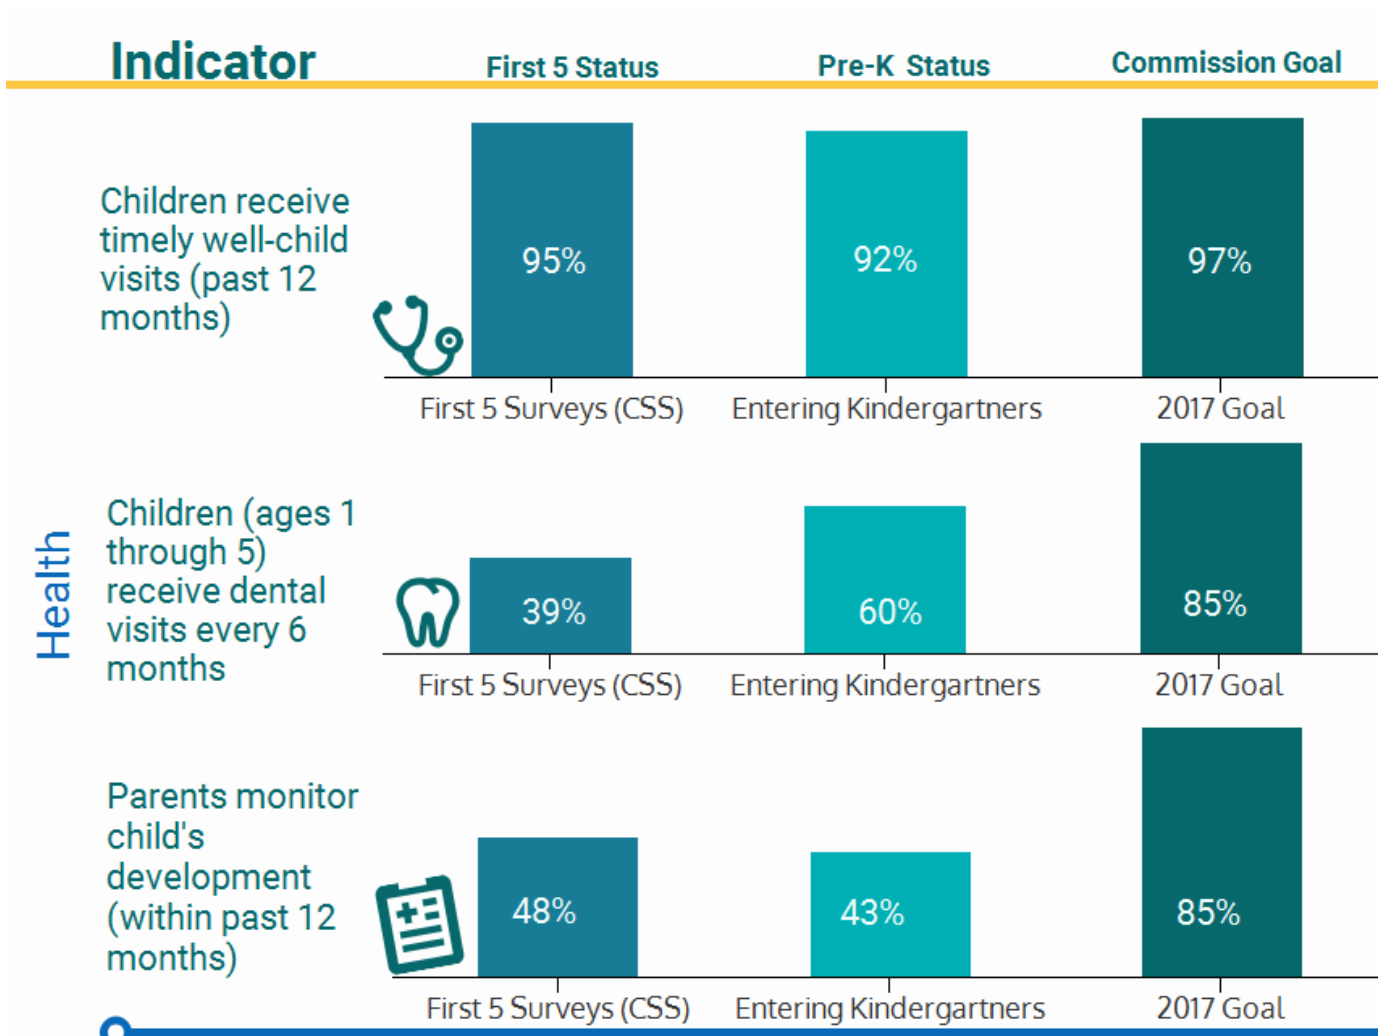 Indicator
First 5 Status
Pre-K Status
Commission Goal
Health
Children receive
timely well-child
visits (past 12
months)
95%
92%
97%
First 5 Surveys (CSS)
Entering Kindergartners
2017 Goal
Children (ages 1
through 5)
receive dental
visits every 6
months
39%
60%
85%
First 5 Surveys (CSS)
Entering Kindergartners
2017 Goal
Parents monitor
child's
development
(within past 12
months)
48%
43%
85%
First 5 Surveys (CSS)
Entering Kindergartners
2017 Goal